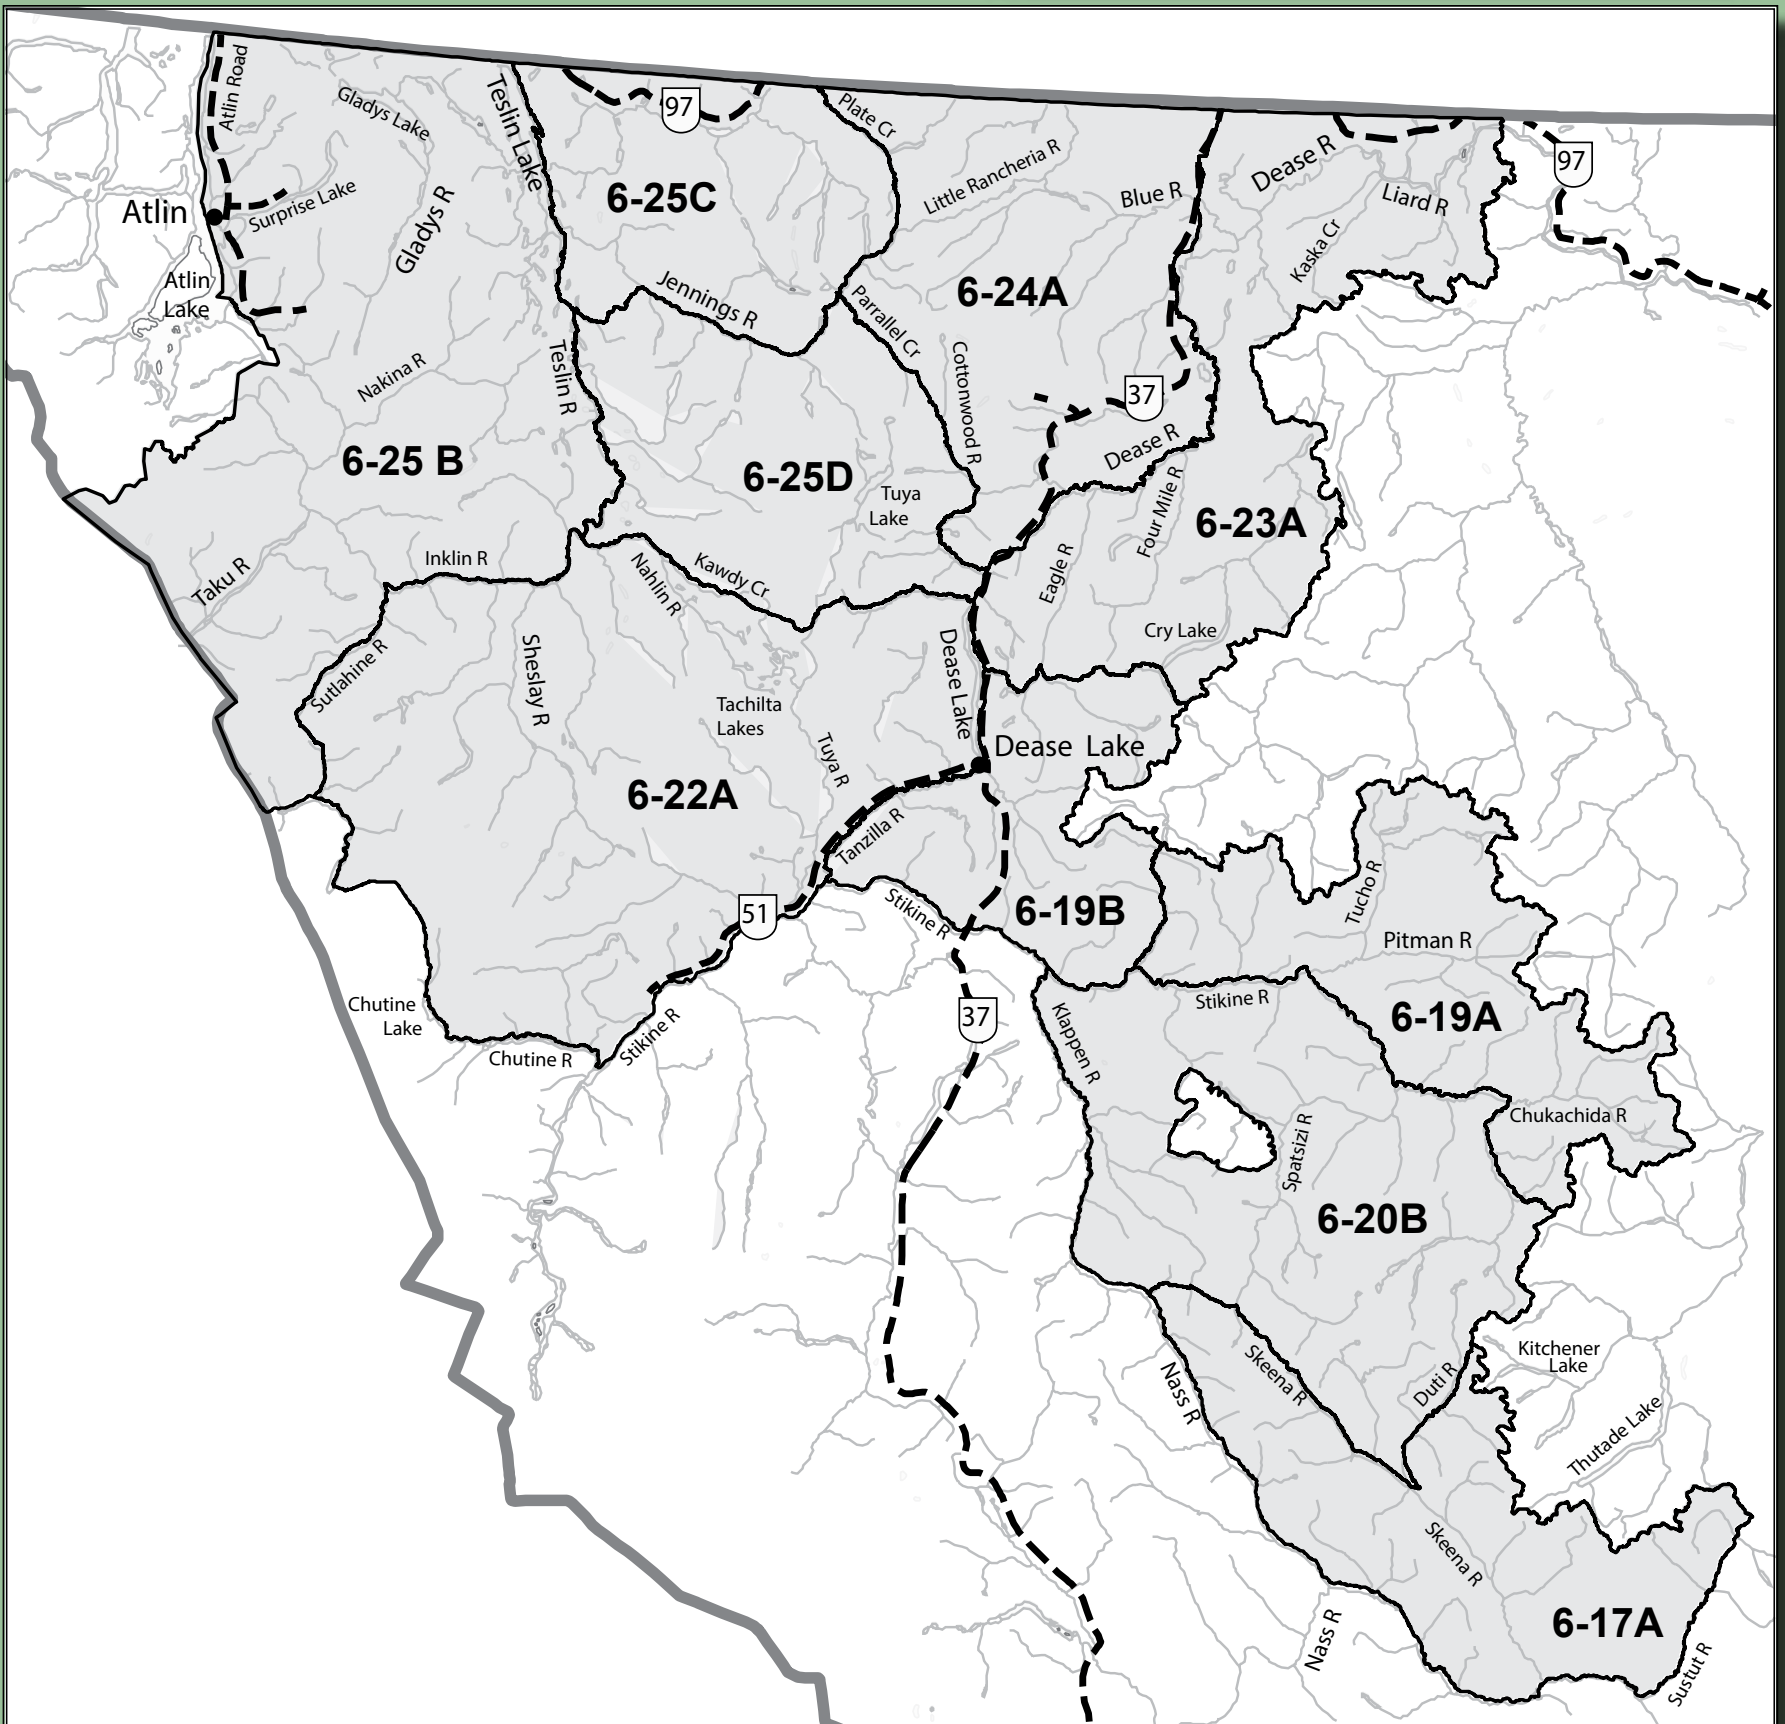 Atlin Road
Gladys Lake
Teslin Lake
97
Plate Cr
Little Rancheria R
Blue R
Dease R
Liard R
97
6-25C
Atlin
Surprise Lake
Gladys R
Kaska Cr
Atlin
Lake
Jennings R
Parrallel Cr
6-24A
Nakina R
Teslin R
Cottonwood R
37
Dease R
6-25 B
6-25D
Tuya
Lake
Four Mile R
6-23A
Taku R
Inklin R
Nahlin R
Kawdy Cr
Eagle R
Cry Lake
Sutlahine R
Sheslay R
Tachilta
Lakes
Dease Lake
Tuya R
Dease Lake
6-22A
Tanzilla R
51
Stikine R
6-19B
Tucho R
Pitman R
Chutine
Lake
Chutine R
Stikine R
37
Klappen R
Stikine R
6-19A
Chukachida R
Spatsizi R
6-20B
Kitchener
Lake
Nass R
Skeena R
Duti R
Thutade Lake
Skeena R
Nass R
6-17A
Sustut R